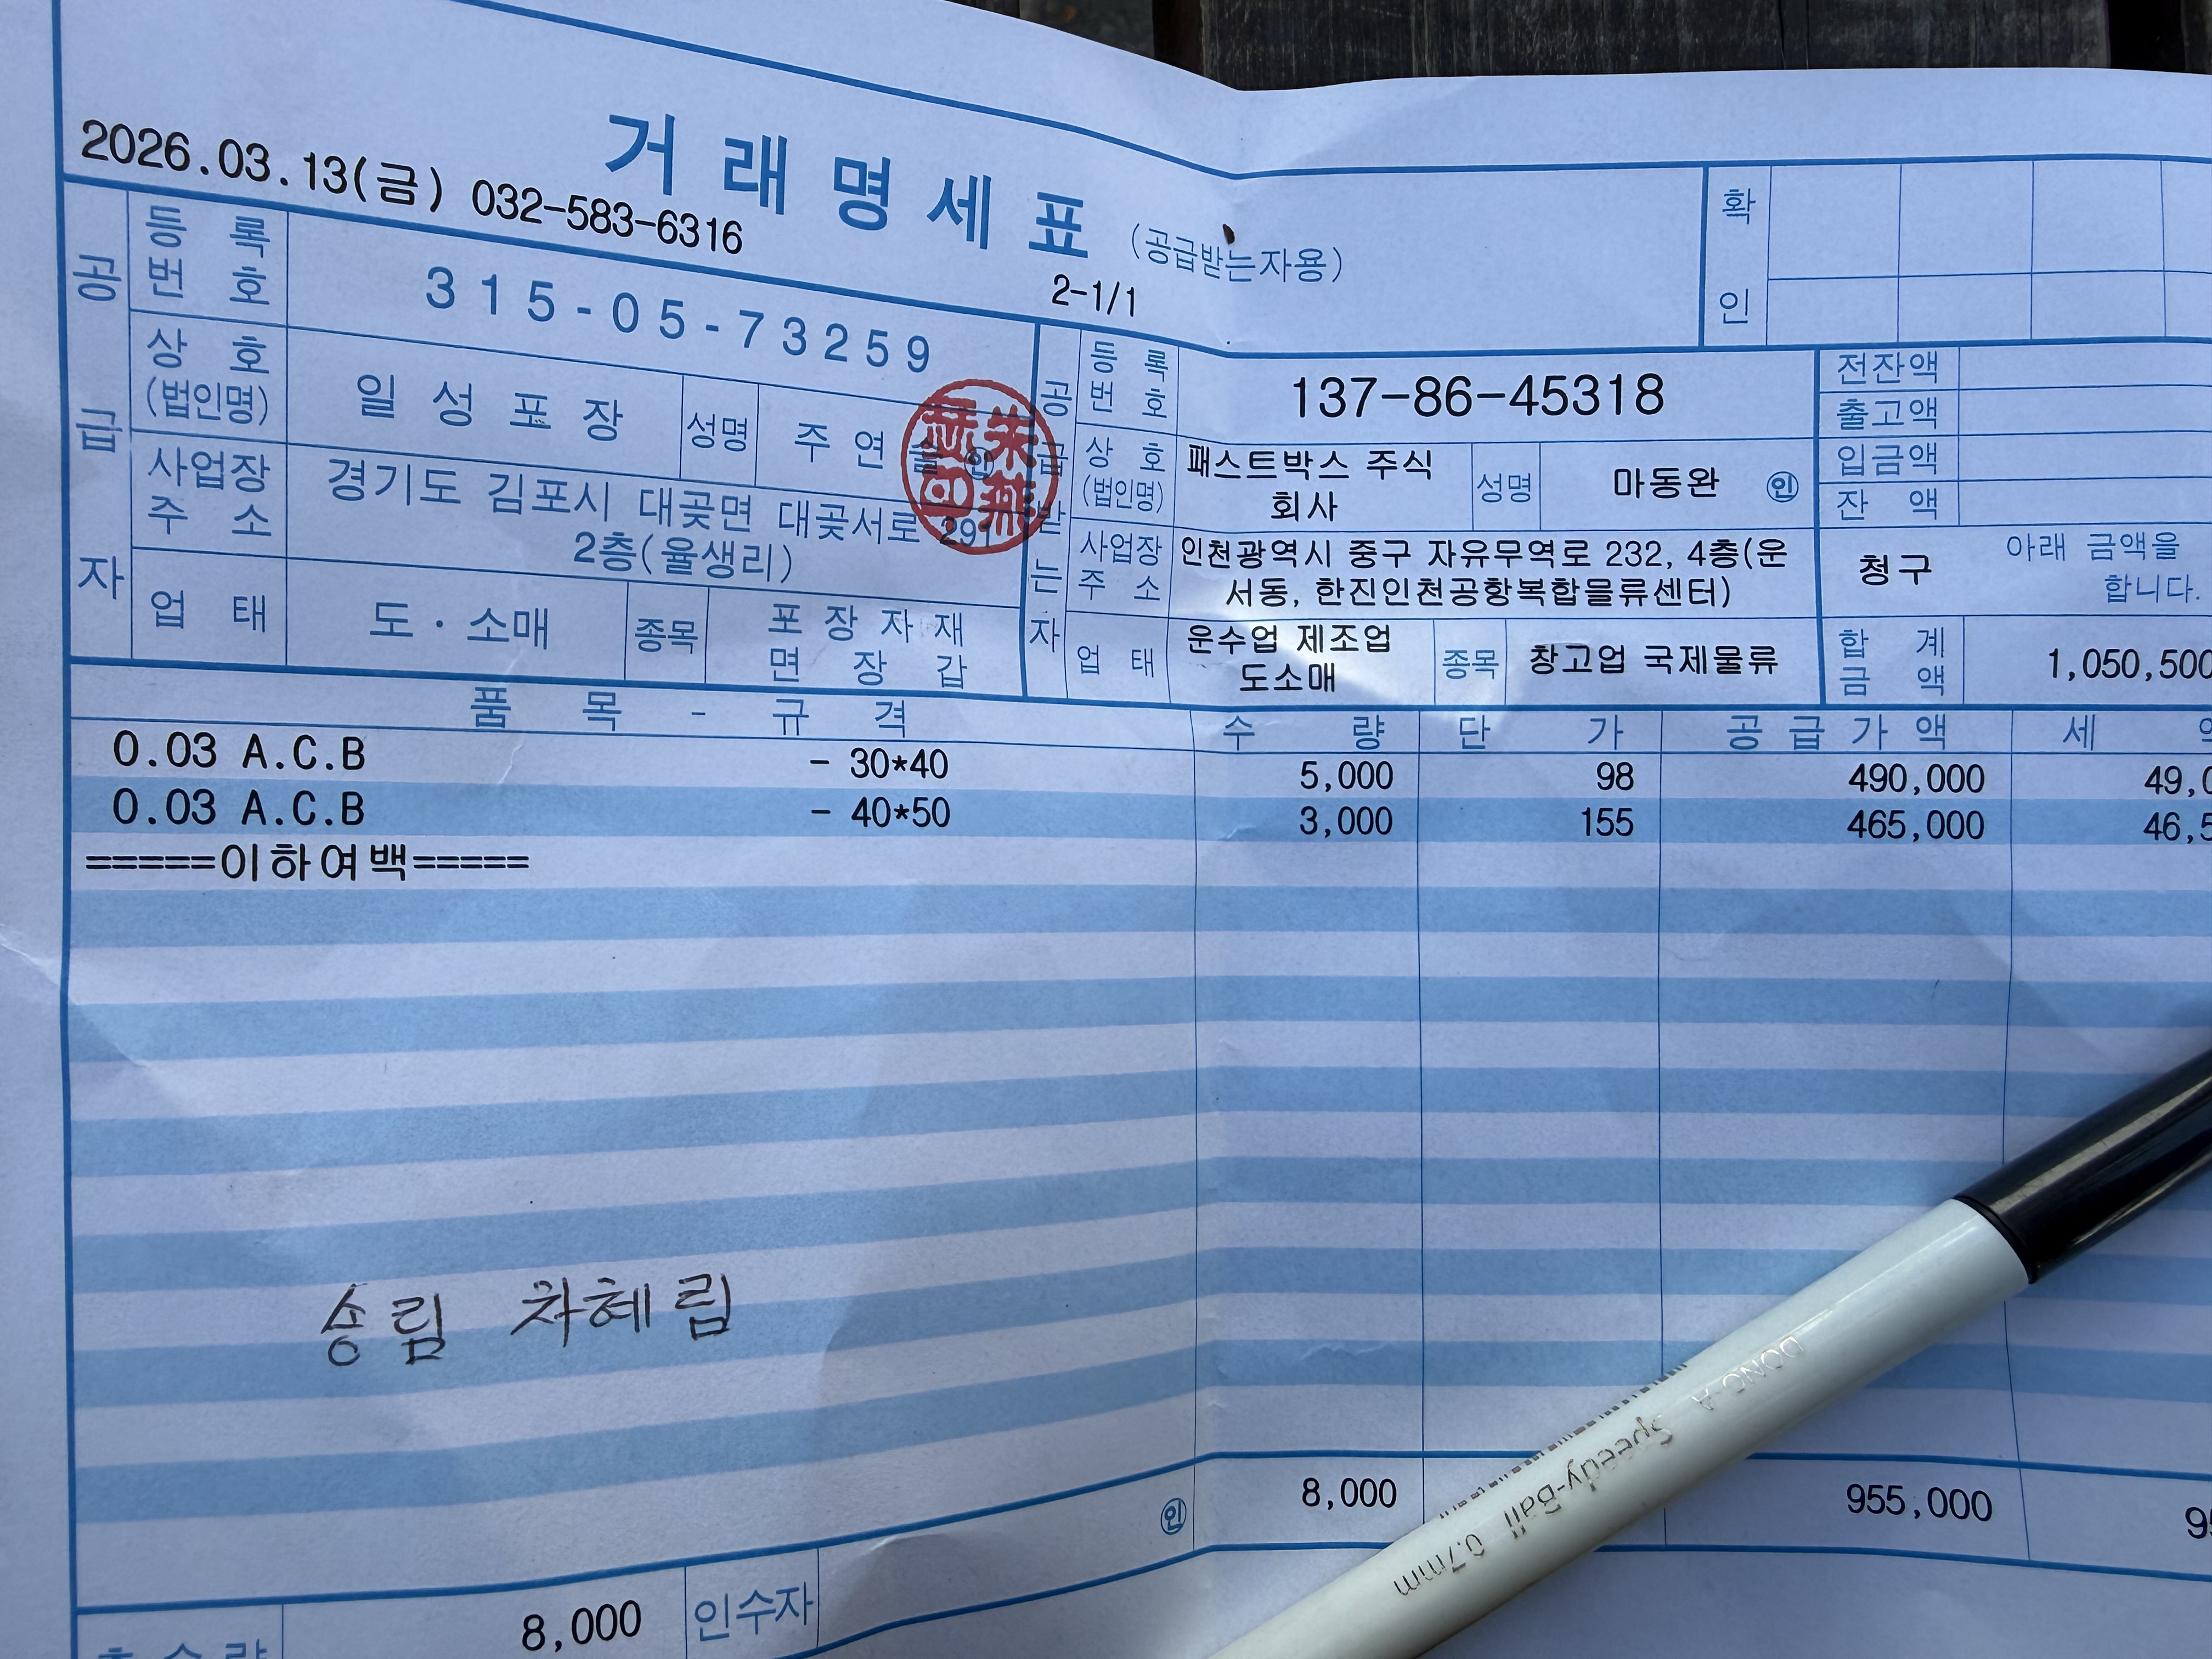 거래명세표 (공급받는자용)
2026.03.13(금) 032-583-6316
2-1/1
확인
공급자
등록번호 315-05-73259
상호(법인명) 일성포장 성명 주연
사업장주소 경기도 김포시 대곶면 대곶서로 291
2층(율생리)
업태 도·소매 종목 포장자재
면장갑
공급받는자
등록번호 137-86-45318
상호(법인명) 패스트박스 주식
회사
성명 마동완 인
사업장주소 인천광역시 중구 자유무역로 232, 4층(운
서동, 한진인천공항복합물류센터)
업태 운수업 제조업
도소매
종목 창고업 국제물류
전잔액
출고액
입금액
잔액
청구 아래 금액을
합니다.
합계금액 1,050,500
품목 - 규격 수량 단가 공급가액 세
0.03 A.C.B - 30*40 5,000 98 490,000 49,0
0.03 A.C.B - 40*50 3,000 155 465,000 46,5
=====이하여백=====
송림 차혜림
인 8,000 955,000 95
8,000 인수자
DONG-A Speedy-Ball 0.7mm